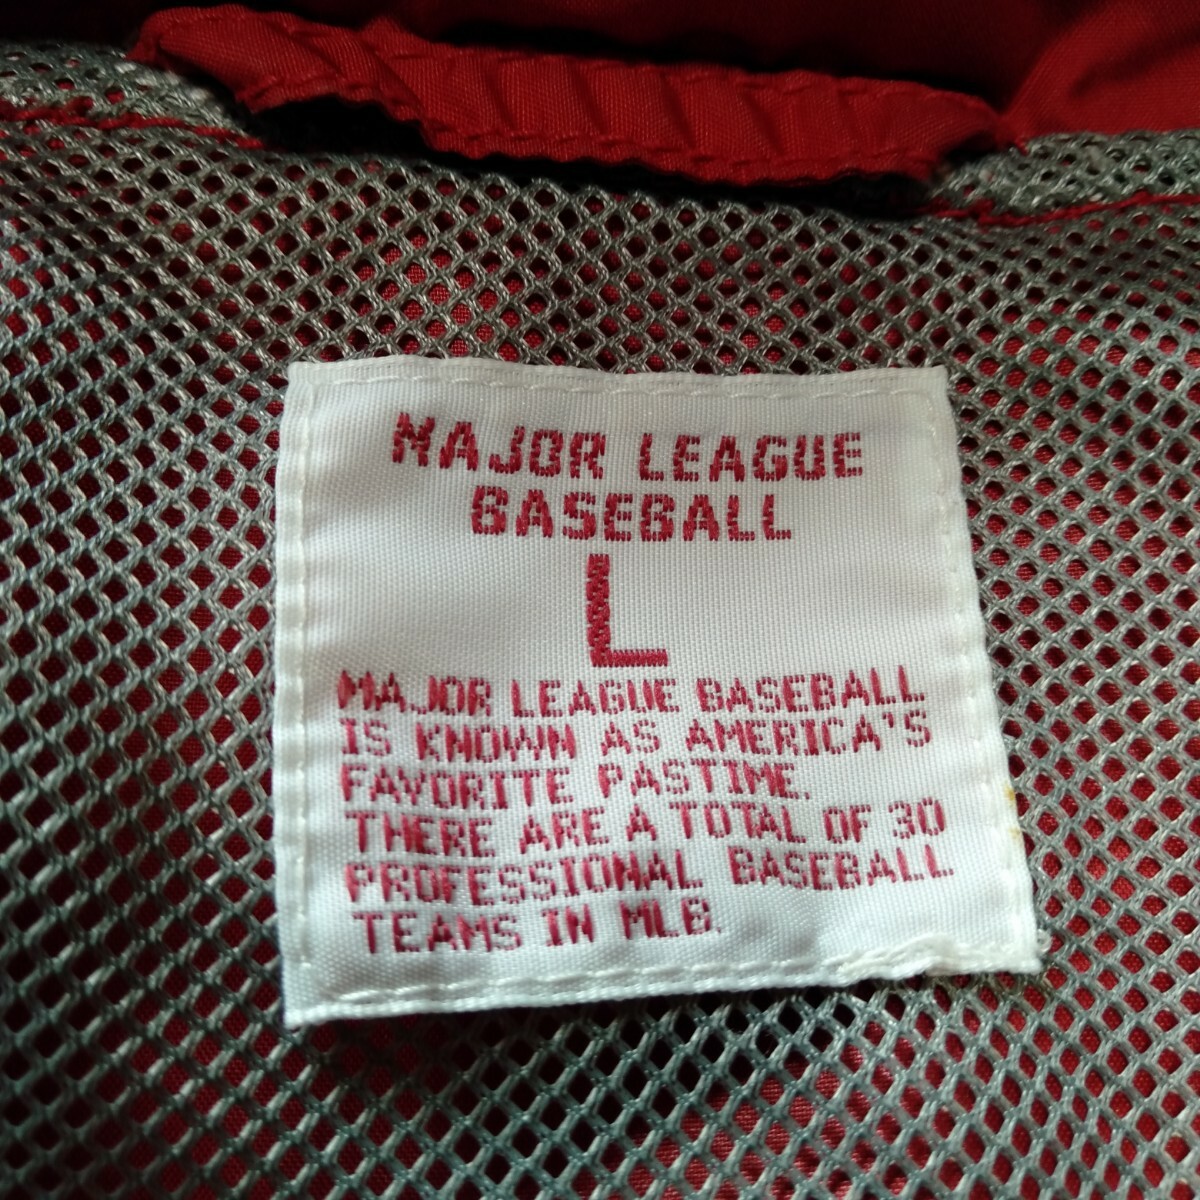 MAJOR LEAGUE
BASEBALL
L
MAJOR LEAGUE BASEBALL
IS KNOWN AS AMERICA'S
FAVORITE PASTIME.
THERE ARE A TOTAL OF 30
PROFESSIONAL BASEBALL
TEAMS IN MLB.